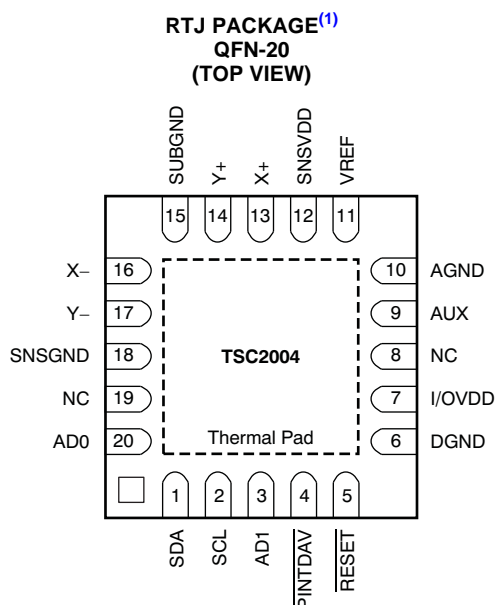 RTJ PACKAGE(1)
QFN-20
(TOP VIEW)
SUBGND
Y+
X+
SNSVDD
VREF
15
14
13
12
11
X–
16
10
AGND
Y–
17
9
AUX
SNSGND
18
TSC2004
8
NC
NC
19
7
I/OVDD
AD0
20
Thermal Pad
6
DGND
1
2
3
4
5
SDA
SCL
AD1
PINTDAV
RESET